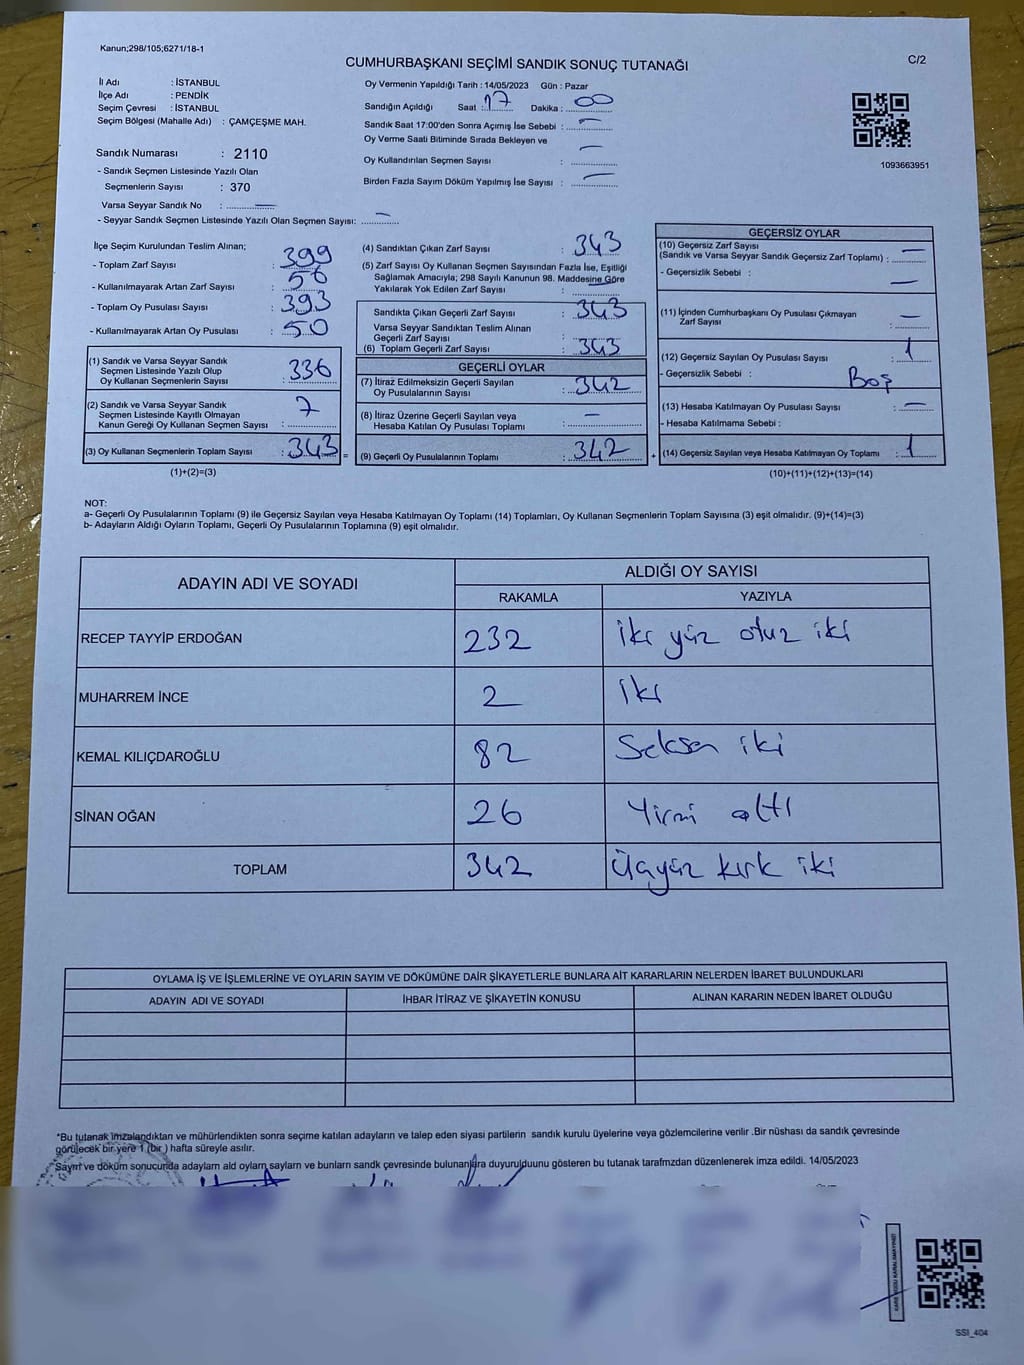 Kanun;298/105;6271/18-1
CUMHURBAŞKANI SEÇİMİ SANDIK SONUÇ TUTANAĞI
C/2
İl Adı : İSTANBUL
İlçe Adı : PENDİK
Seçim Çevresi : İSTANBUL
Seçim Bölgesi (Mahalle Adı) : ÇAMÇEŞME MAH.
Sandık Numarası : 2110
- Sandık Seçmen Listesinde Yazılı Olan
Seçmenlerin Sayısı : 370
Varsa Seyyar Sandık No : —
- Seyyar Sandık Seçmen Listesinde Yazılı Olan Seçmen Sayısı: —
Oy Vermenin Yapıldığı Tarih : 14/05/2023 Gün : Pazar
Sandığın Açıldığı Saat : 17 Dakika : 00
Sandık Saat 17:00'den Sonra Açımış İse Sebebi : —
Oy Verme Saati Bitiminde Sırada Bekleyen ve
Oy Kullandırılan Seçmen Sayısı : —
Birden Fazla Sayım Döküm Yapılmış İse Sayısı : —
1093663951
İlçe Seçim Kurulundan Teslim Alınan;
- Toplam Zarf Sayısı : 399
- Kullanılmayarak Artan Zarf Sayısı : 56
- Toplam Oy Pusulası Sayısı : 393
- Kullanılmayarak Artan Oy Pusulası : 50
(1) Sandık ve Varsa Seyyar Sandık
Seçmen Listesinde Yazılı Olup
Oy Kullanan Seçmenlerin Sayısı : 336
(2) Sandık ve Varsa Seyyar Sandık
Seçmen Listesinde Kayıtlı Olmayan
Kanun Gereği Oy Kullanan Seçmen Sayısı : 7
(3) Oy Kullanan Seçmenlerin Toplam Sayısı : 343
(1)+(2)=(3)
=
(4) Sandıktan Çıkan Zarf Sayısı : 343
(5) Zarf Sayısı Oy Kullanan Seçmen Sayısından Fazla İse, Eşitliği
Sağlamak Amacıyla; 298 Sayılı Kanunun 98. Maddesine Göre
Yakılarak Yok Edilen Zarf Sayısı : —
Sandıkta Çıkan Geçerli Zarf Sayısı : 343
Varsa Seyyar Sandıktan Teslim Alınan
Geçerli Zarf Sayısı :
(6) Toplam Geçerli Zarf Sayısı : 343
GEÇERLİ OYLAR
(7) İtiraz Edilmeksizin Geçerli Sayılan
Oy Pusulalarının Sayısı : 342
(8) İtiraz Üzerine Geçerli Sayılan veya
Hesaba Katılan Oy Pusulası Toplamı : —
(9) Geçerli Oy Pusulalarının Toplamı : 342
+
GEÇERSİZ OYLAR
(10) Geçersiz Zarf Sayısı
(Sandık ve Varsa Seyyar Sandık Geçersiz Zarf Toplamı) : —
- Geçersizlik Sebebi : —
(11) İçinden Cumhurbaşkanı Oy Pusulası Çıkmayan
Zarf Sayısı : —
(12) Geçersiz Sayılan Oy Pusulası Sayısı : 1
- Geçersizlik Sebebi : Boş
(13) Hesaba Katılmayan Oy Pusulası Sayısı : —
- Hesaba Katılmama Sebebi :
(14) Geçersiz Sayılan veya Hesaba Katılmayan Oy Toplamı : 1
(10)+(11)+(12)+(13)=(14)
NOT:
a- Geçerli Oy Pusulalarının Toplamı (9) ile Geçersiz Sayılan veya Hesaba Katılmayan Oy Toplamı (14) Toplamları, Oy Kullanan Seçmenlerin Toplam Sayısına (3) eşit olmalıdır. (9)+(14)=(3)
b- Adayların Aldığı Oyların Toplamı, Geçerli Oy Pusulalarının Toplamına (9) eşit olmalıdır.
ADAYIN ADI VE SOYADI ALDIĞI OY SAYISI
RAKAMLA YAZIYLA
RECEP TAYYİP ERDOĞAN 232 iki yüz otuz iki
MUHARREM İNCE 2 iki
KEMAL KILIÇDAROĞLU 82 Seksen iki
SİNAN OĞAN 26 Yirmi altı
TOPLAM 342 Üçyüz kırk iki
OYLAMA İŞ VE İŞLEMLERİNE VE OYLARIN SAYIM VE DÖKÜMÜNE DAİR ŞİKAYETLERLE BUNLARA AİT KARARLARIN NELERDEN İBARET BULUNDUKLARI
ADAYIN ADI VE SOYADI İHBAR İTİRAZ VE ŞİKAYETİN KONUSU ALINAN KARARIN NEDEN İBARET OLDUĞU
*Bu tutanak imzalandıktan ve mühürlendikten sonra seçime katılan adayların ve talep eden siyasi partilerin sandık kurulu üyelerine veya gözlemcilerine verilir .Bir nüshası da sandık çevresinde
görülecek bir yere 1 (bir ) hafta süreyle asılır.
Sayım ve döküm sonucunda adayların ald oyların sayların ve bunların sandk çevresinde bulunanlara duyurulduunu gösteren bu tutanak tarafmzdan düzenlenerek imza edildi. 14/05/2023
SSI_404